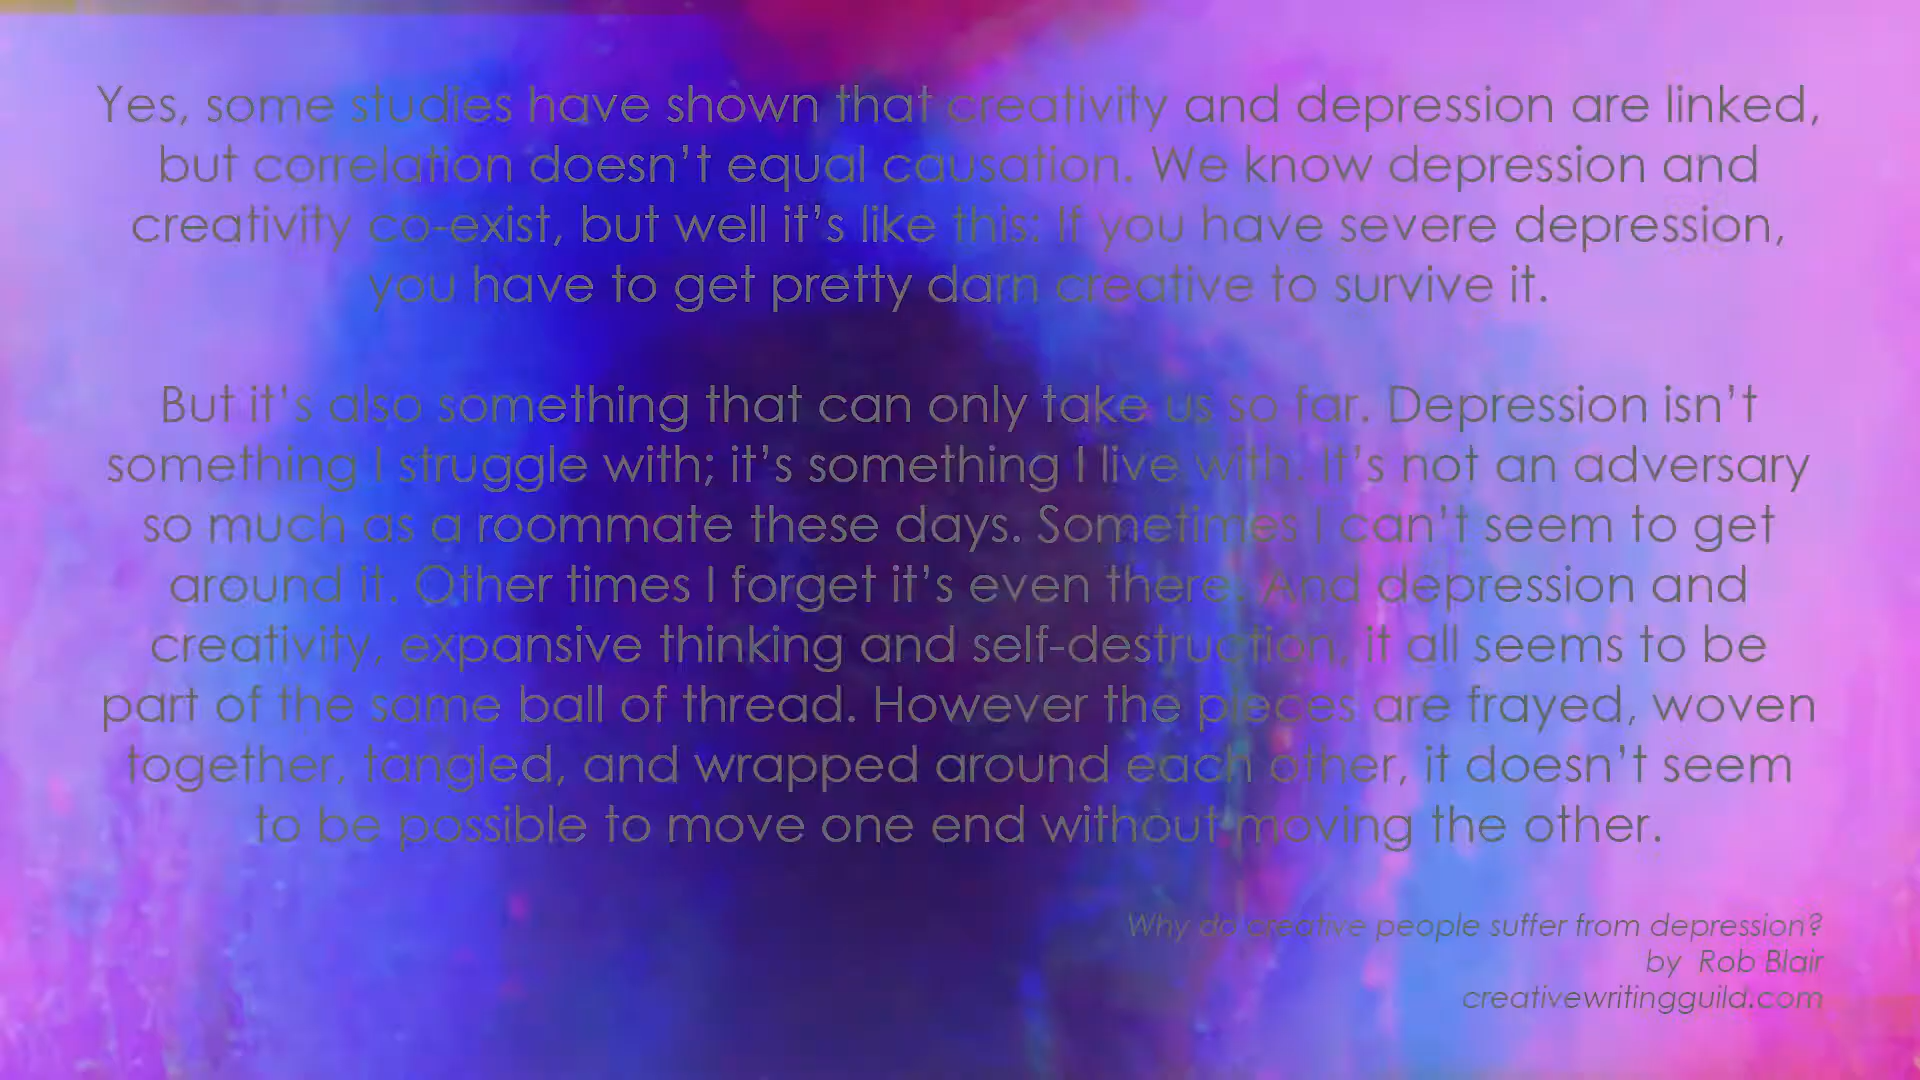 Yes, some studies have shown that creativity and depression are linked,
but correlation doesn’t equal causation. We know depression and
creativity co-exist, but well it’s like this: If you have severe depression,
you have to get pretty darn creative to survive it.
But it’s also something that can only take us so far. Depression isn’t
something I struggle with; it’s something I live with. It’s not an adversary
so much as a roommate these days. Sometimes I can’t seem to get
around it. Other times I forget it’s even there. And depression and
creativity, expansive thinking and self-destruction, it all seems to be
part of the same ball of thread. However the pieces are frayed, woven
together, tangled, and wrapped around each other, it doesn’t seem
to be possible to move one end without moving the other.
Why do creative people suffer from depression?
by  Rob Blair
creativewritingguild.com